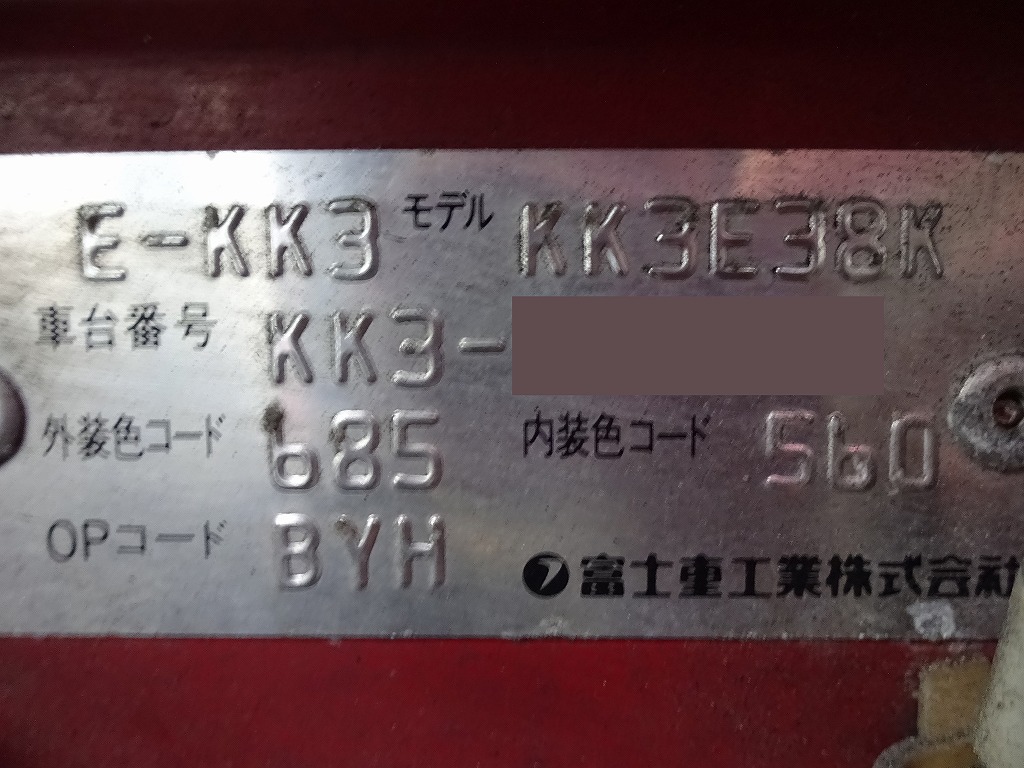 E-KK3 モデル KK3E38K
車台番号 KK3-
外装色コード 685 内装色コード 560
OPコード BYH
富士重工業株式会社